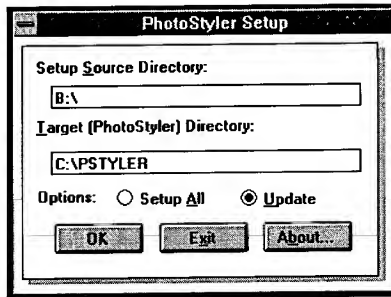 PhotoStyler Setup
Setup Source Directory:
B:\
Target (PhotoStyler) Directory:
C:\PSTYLER
Options: Setup All Update
OK Exit About...